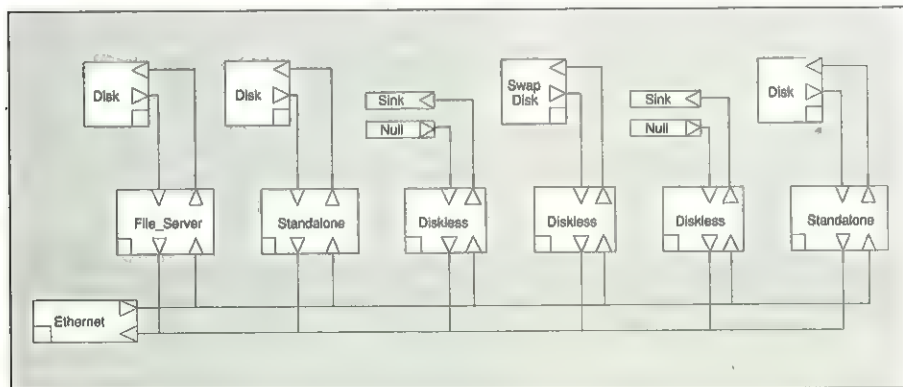 Disk
Disk
Sink
Null
Swap
Disk
Sink
Null
Disk
File_Server
Standalone
Diskless
Diskless
Diskless
Standalone
Ethernet